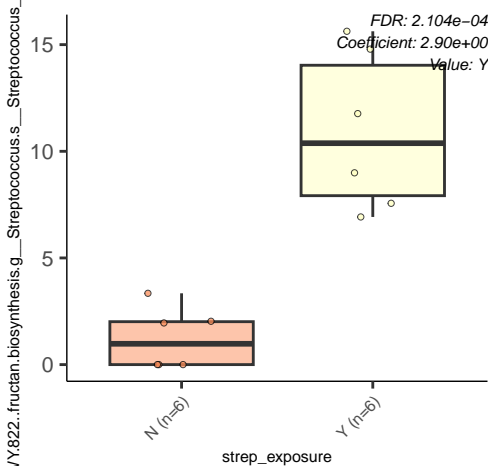 FDR: 2.104e-04
Coefficient: 2.90e+00
Value: Y
VY.822..fructan.biosynthesis.g__Streptococcus.s__Streptococcus_
15
10
5
0
N (n=6)
Y (n=6)
strep_exposure